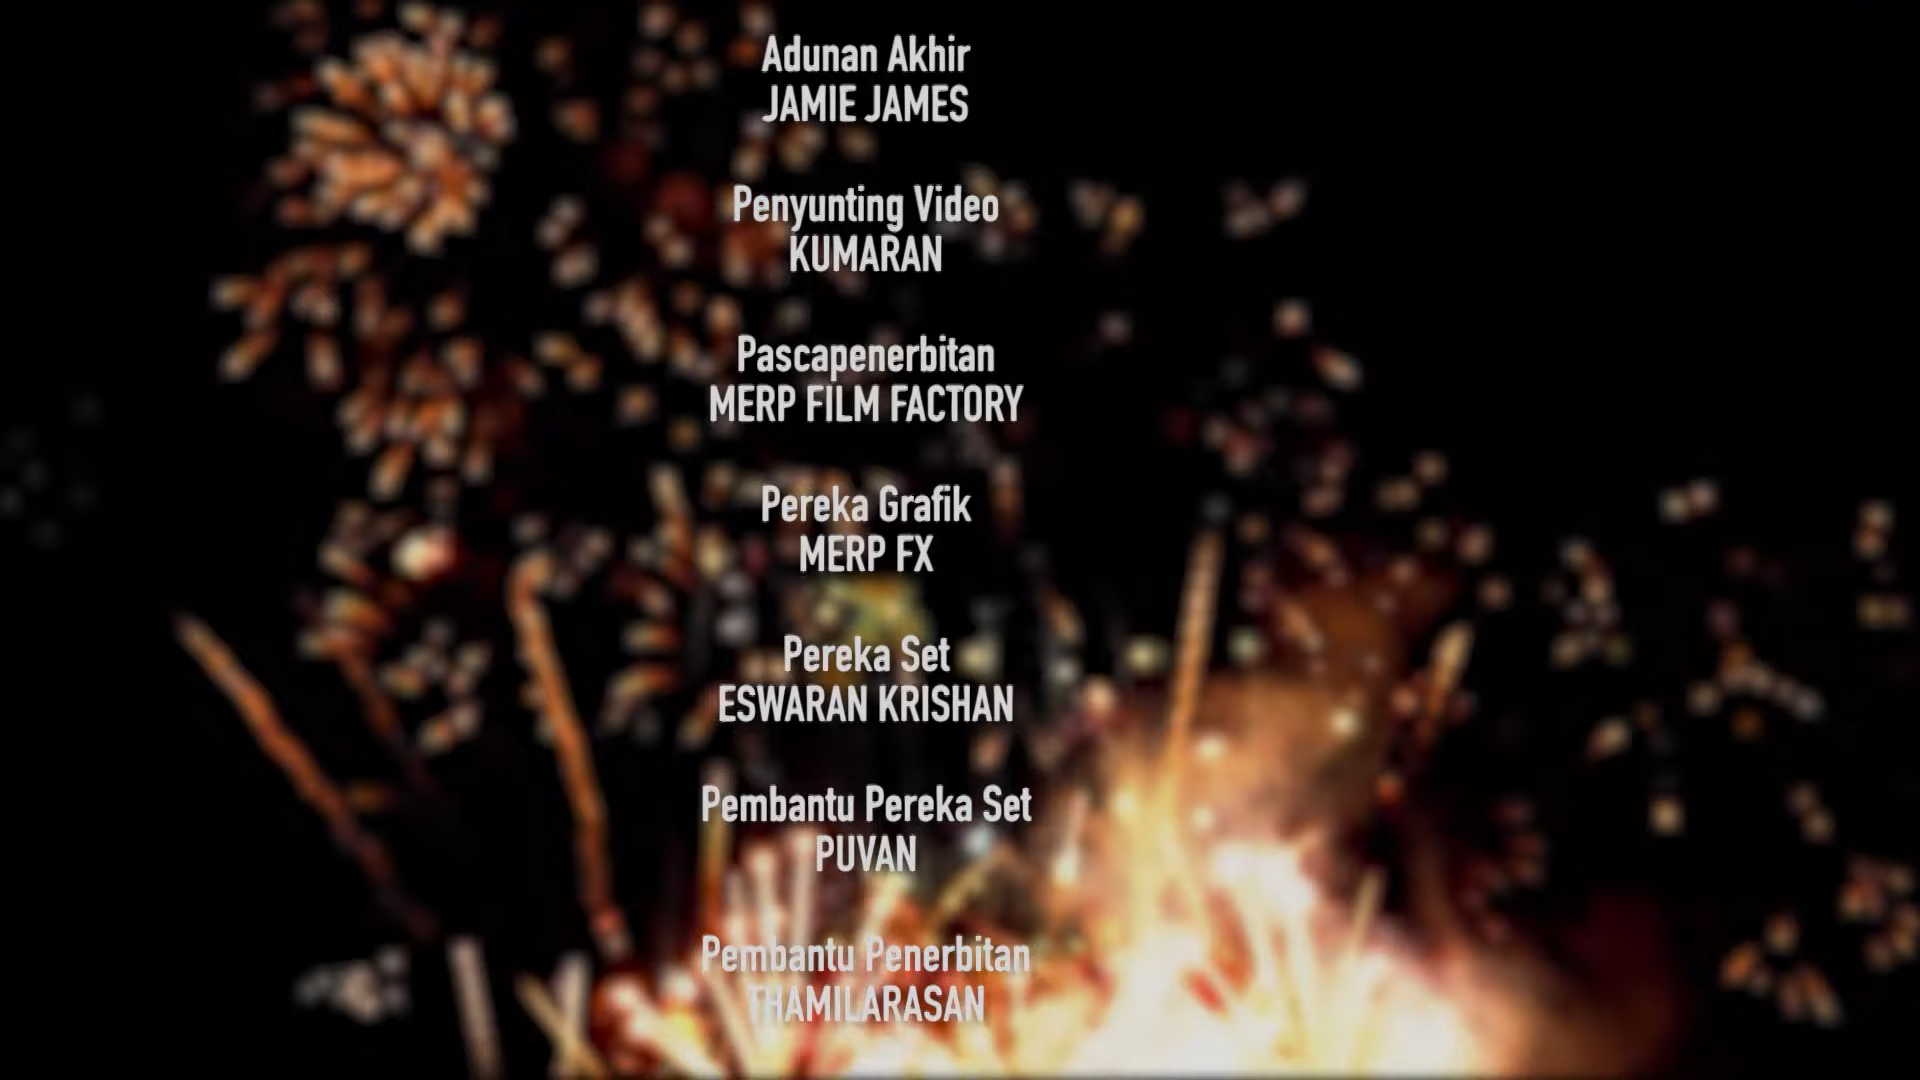 Adunan Akhir
JAMIE JAMES
Penyunting Video
KUMARAN
Pascapenerbitan
MERP FILM FACTORY
Pereka Grafik
MERP FX
Pereka Set
ESWARAN KRISHAN
Pembantu Pereka Set
PUVAN
Pembantu Penerbitan
THAMILARASAN